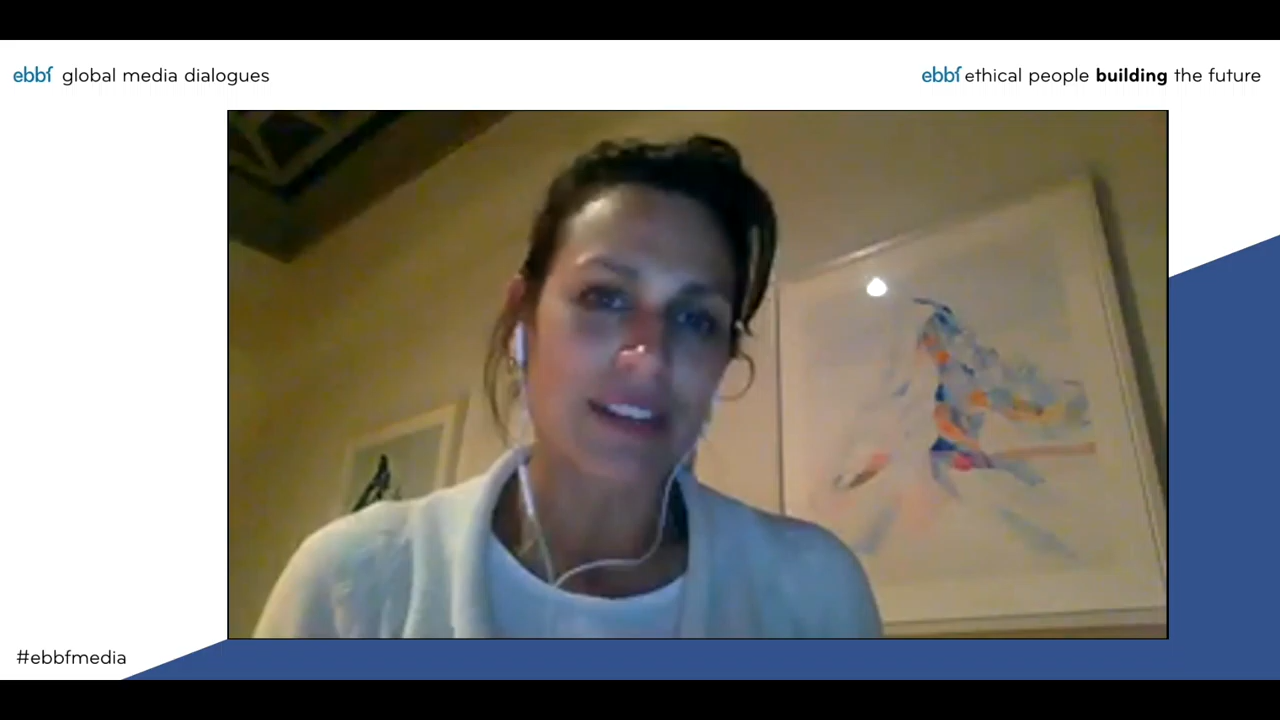 ebbf global media dialogues
ebbf ethical people building the future
#ebbfmedia